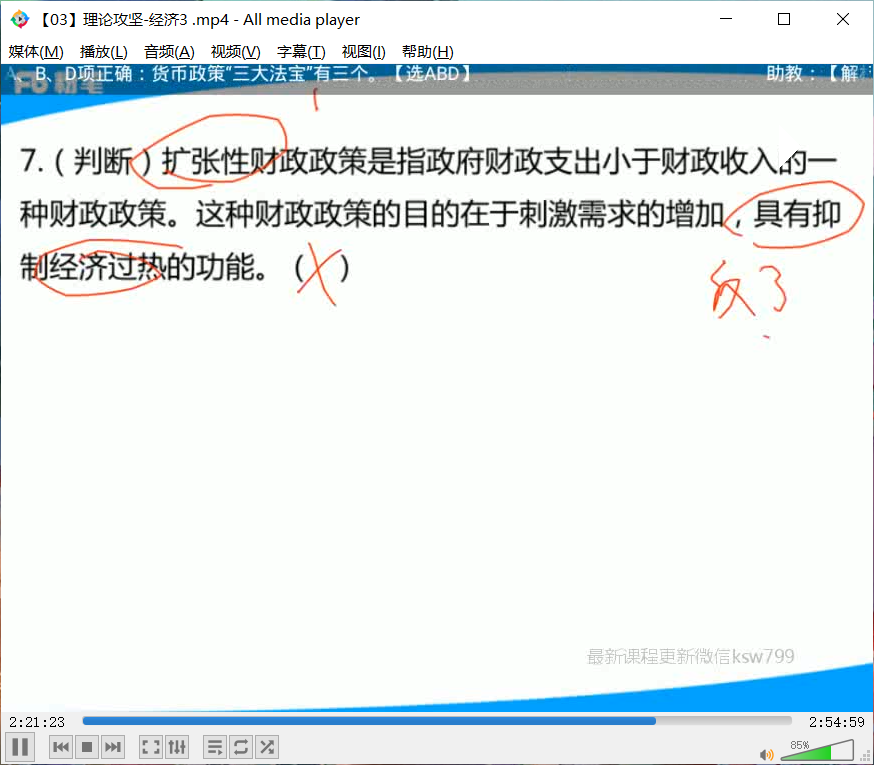 【03】理论攻坚-经济3 .mp4 - All media player
媒体(M) 播放(L) 音频(A) 视频(V) 字幕(T) 视图(I) 帮助(H)
A、B、D项正确：货币政策“三大法宝”有三个。【选ABD】 助教：【解析
粉笔
7.（判断）扩张性财政政策是指政府财政支出小于财政收入的一
种财政政策。这种财政政策的目的在于刺激需求的增加，具有抑
制经济过热的功能。（ ）
反了
最新课程更新微信ksw799
2:21:23 2:54:59
85%